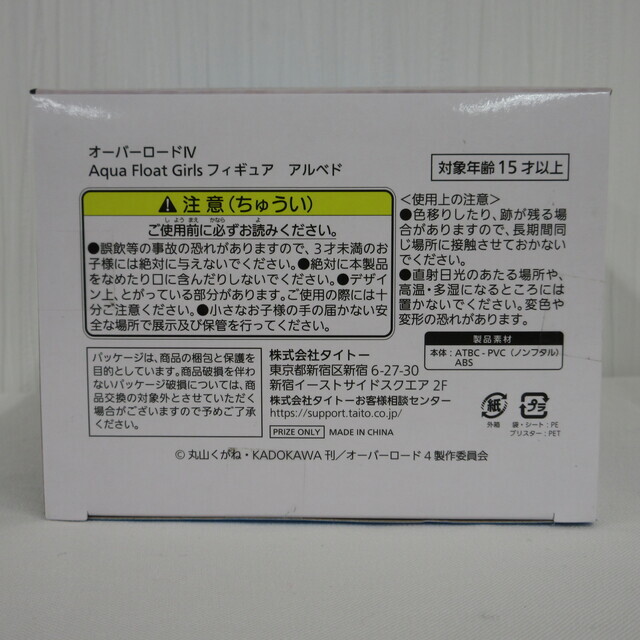 オーバーロードⅣ
Aqua Float Girls フィギュア　アルベド
対象年齢15才以上
⚠注意(ちゅうい)
しようまえ かなら よ
ご使用前に必ずお読みください。
●誤飲等の事故の恐れがありますので、3才未満のお
子様には絶対に与えないでください。●絶対に本製品
をなめたり口に含んだりしないでください。●デザイ
ン上、とがっている部分があります。ご使用の際には十
分ご注意ください。●小さなお子様の手の届かない安
全な場所で展示及び保管を行ってください。
＜使用上の注意＞
●色移りしたり、跡が残る場
合がありますので、長期間同
じ場所に接触させておかない
でください。
●直射日光のあたる場所や、
高温・多湿になるところには
置かないでください。変色や
変形の恐れがあります。
製品素材
本体：ATBC-PVC（ノンフタル）
ABS
パッケージは、商品の梱包と保護を
目的としています。商品破損を伴わ
ないパッケージ破損については、商
品交換の対象外とさせていただく
場合がございますので予めご了承
ください。
株式会社タイトー
東京都新宿区新宿 6-27-30
新宿イーストサイドスクエア 2F
株式会社タイトーお客様相談センター
https://support.taito.co.jp/
PRIZE ONLY MADE IN CHINA
紙
外箱
プラ
袋・シート：PE
ブリスター：PET
© 丸山くがね・KADOKAWA 刊／オーバーロード4製作委員会